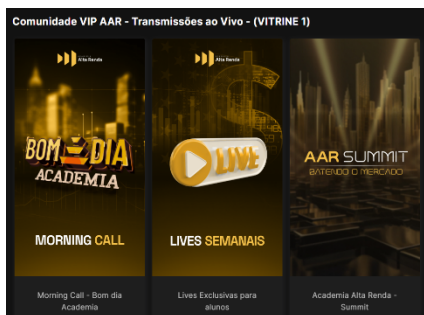 Comunidade VIP AAR - Transmissões ao Vivo - (VITRINE 1)
Alta Renda
BOM DIA
ACADEMIA
MORNING CALL
Morning Call - Bom dia
Academia
Alta Renda
LIVE
LIVES SEMANAIS
Lives Exclusivas para
alunos
AAR SUMMIT
BATENDO O MERCADO
Academia Alta Renda -
Summit